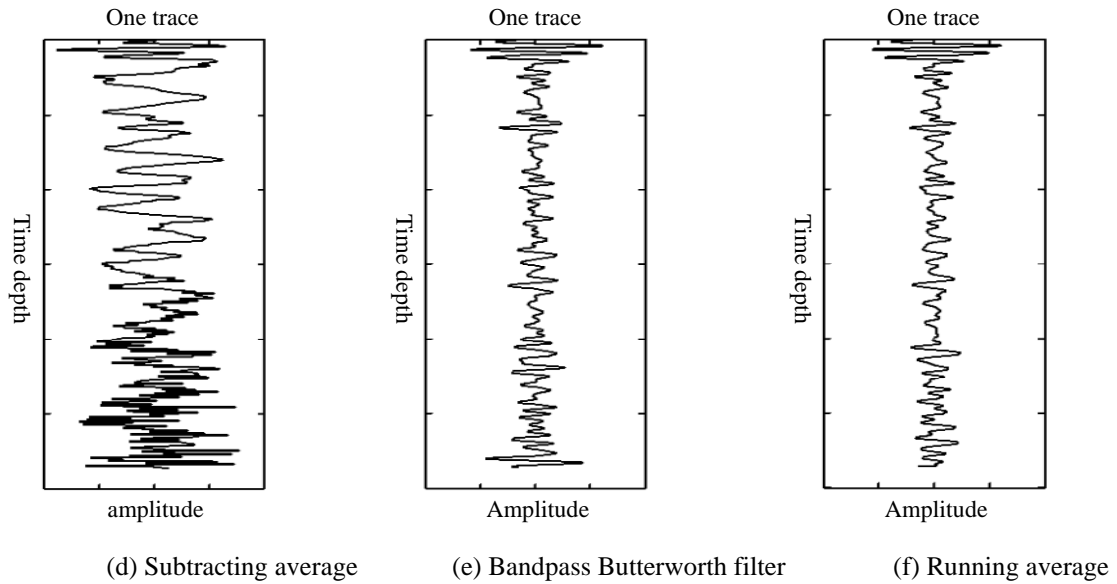 One trace
One trace
One trace
Time depth
Time depth
Time depth
amplitude
Amplitude
Amplitude
(d) Subtracting average
(e) Bandpass Butterworth filter
(f) Running average